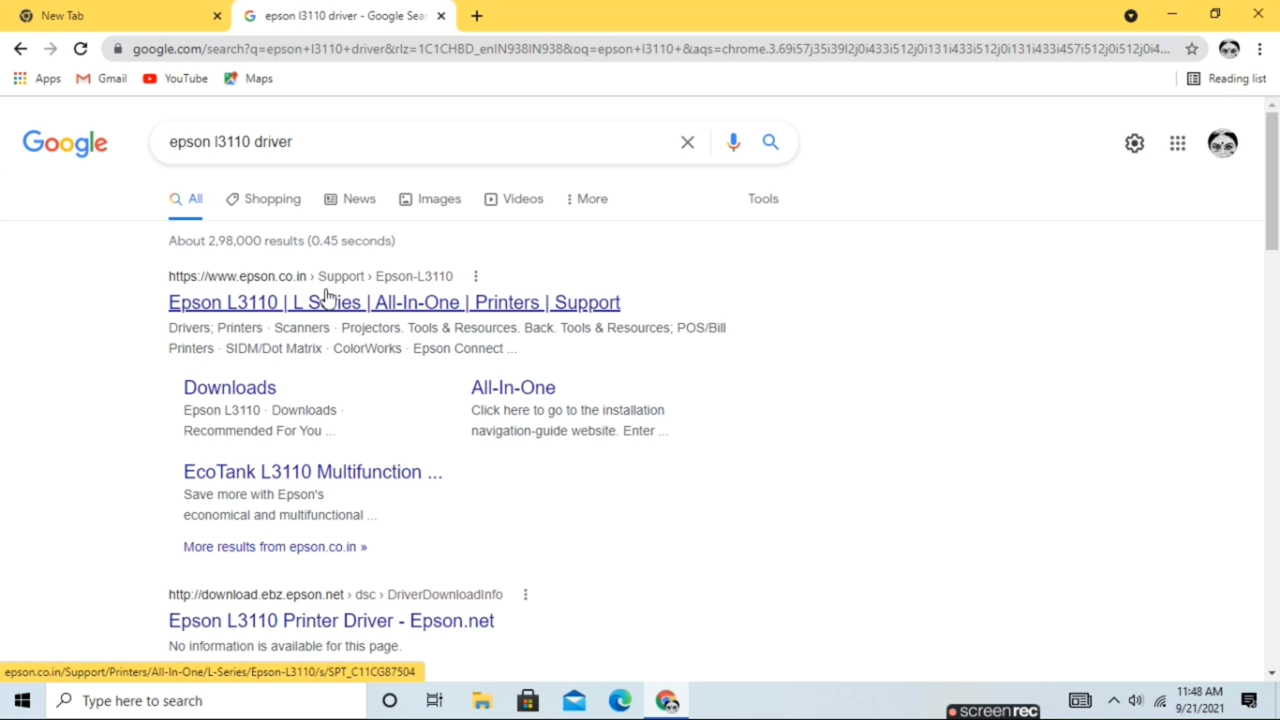 New Tab
epson l3110 driver - Google Sea
google.com/search?q=epson+l3110+driver&rlz=1C1CHBD_enIN938IN938&oq=epson+l3110+&aqs=chrome.3.69i57j35i39l2j0i433i512j0i131i433i512j0i131i433i457i512j0i512j0i4...
Apps
Gmail
YouTube
Maps
Reading list
Google
epson l3110 driver
All
Shopping
News
Images
Videos
More
Tools
About 2,98,000 results (0.45 seconds)
https://www.epson.co.in › Support › Epson-L3110
Epson L3110 | L Series | All-In-One | Printers | Support
Drivers; Printers · Scanners · Projectors. Tools & Resources. Back. Tools & Resources; POS/Bill
Printers · SIDM/Dot Matrix · ColorWorks · Epson Connect ...
Downloads
Epson L3110 · Downloads ·
Recommended For You ...
All-In-One
Click here to go to the installation
navigation-guide website. Enter ...
EcoTank L3110 Multifunction ...
Save more with Epson's
economical and multifunctional ...
More results from epson.co.in »
http://download.ebz.epson.net › dsc › DriverDownloadInfo
Epson L3110 Printer Driver - Epson.net
No information is available for this page.
epson.co.in/Support/Printers/All-In-One/L-Series/Epson-L3110/s/SPT_C11CG87504
Type here to search
screenrec
11:48 AM
9/21/2021